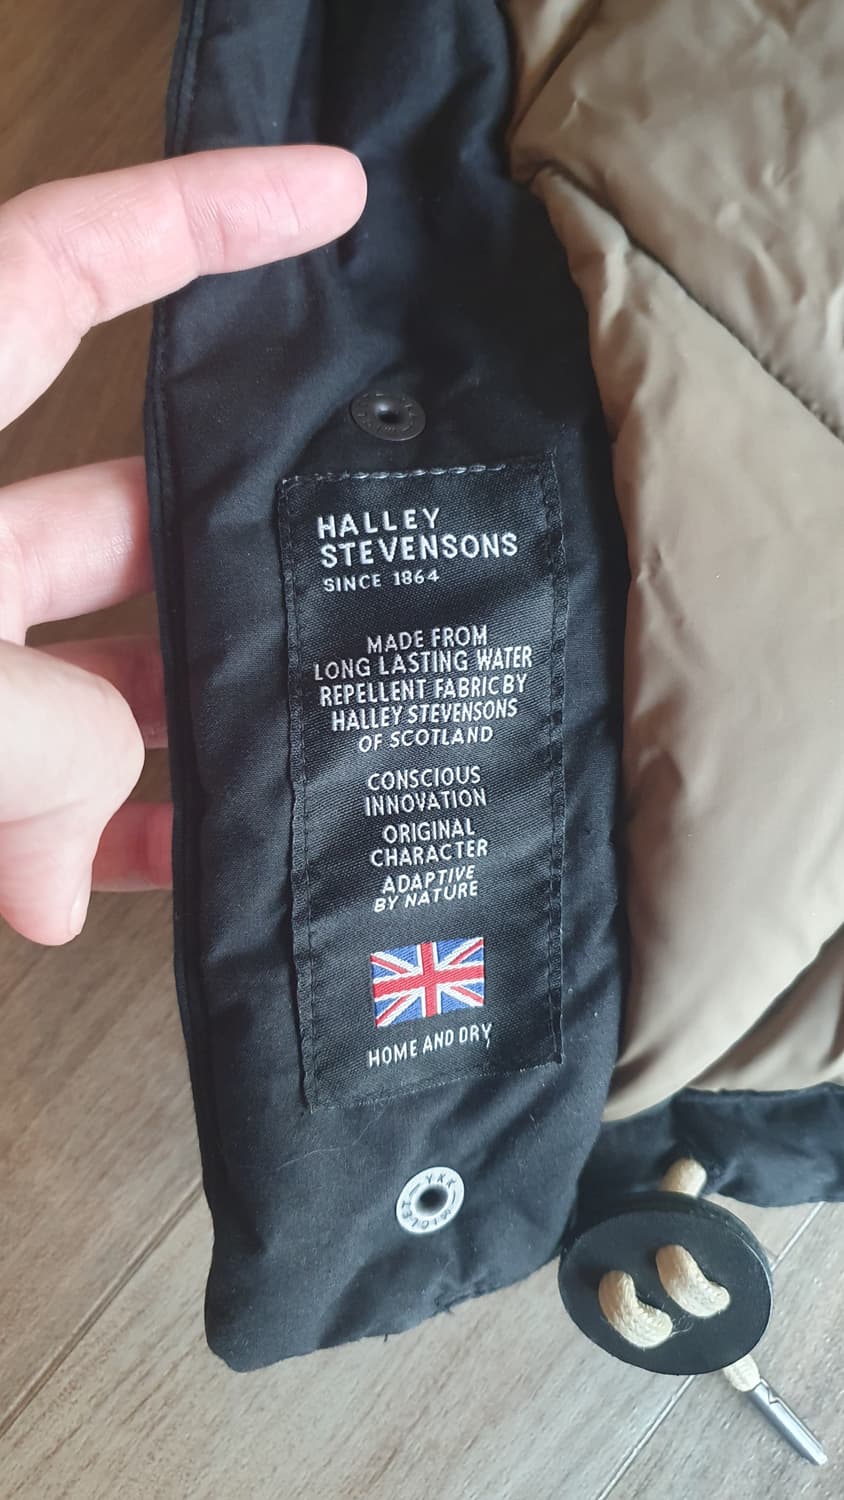 HALLEY
STEVENSONS
SINCE 1864
MADE FROM
LONG LASTING WATER
REPELLENT FABRIC BY
HALLEY STEVENSONS
OF SCOTLAND
CONSCIOUS
INNOVATION
ORIGINAL
CHARACTER
ADAPTIVE
BY NATURE
HOME AND DRY
YKK